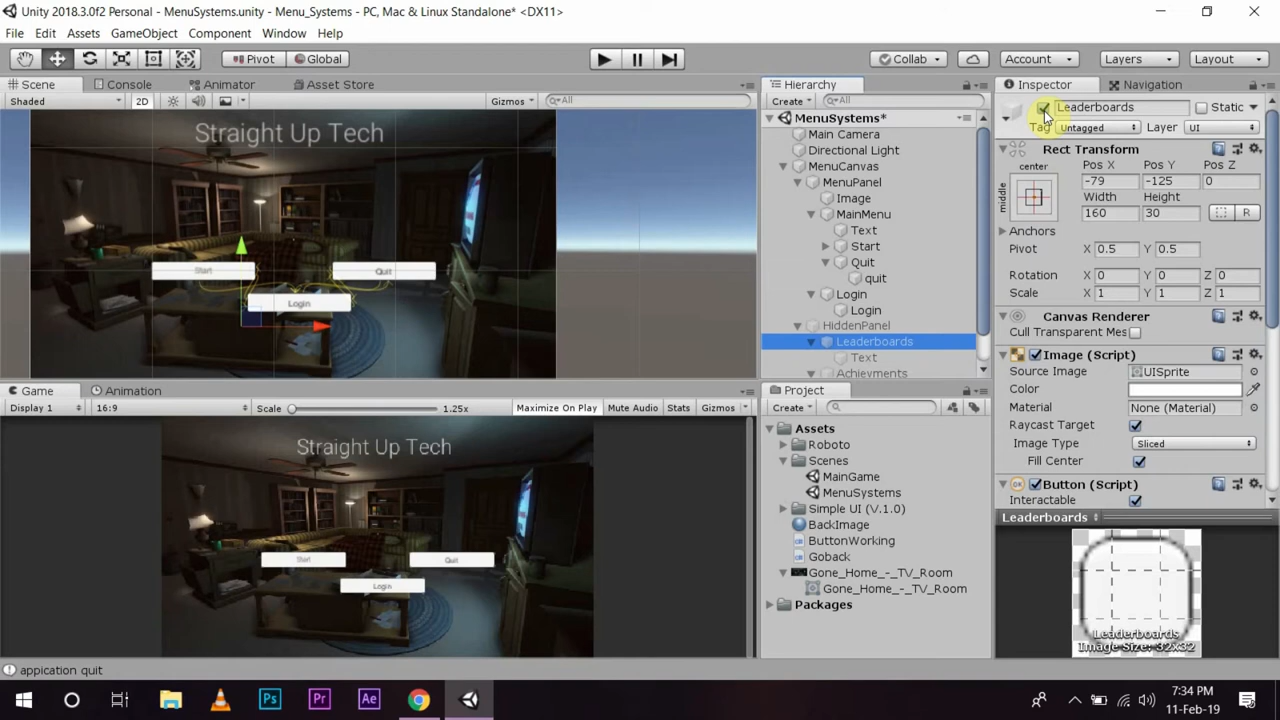 Unity 2018.3.0f2 Personal - MenuSystems.unity - Menu_Systems - PC, Mac & Linux Standalone* <DX11>
File Edit Assets GameObject Component Window Help
Pivot Global Collab Account Layers Layout
Scene Console Animator Asset Store
Shaded 2D Gizmos All
Straight Up Tech
Start Quit
Login
Game Animation
Display 1 16:9 Scale 1.25x Maximize On Play Mute Audio Stats Gizmos
Straight Up Tech
Start Quit
Login
Hierarchy
Create All
MenuSystems*
Main Camera
Directional Light
MenuCanvas
MenuPanel
Image
MainMenu
Text
Start
Quit
quit
Login
Login
HiddenPanel
Leaderboards
Text
Achievments
Project
Create
Assets
Roboto
Scenes
MainGame
MenuSystems
Simple UI (V.1.0)
BackImage
ButtonWorking
Goback
Gone_Home_-_TV_Room
Gone_Home_-_TV_Room
Packages
Inspector Navigation
Leaderboards Static
Tag Untagged Layer UI
Rect Transform
center Pos X Pos Y Pos Z
middle -79 -125 0
Width Height
160 30 R
Anchors
Pivot X 0.5 Y 0.5
Rotation X 0 Y 0 Z 0
Scale X 1 Y 1 Z 1
Canvas Renderer
Cull Transparent Mes
Image (Script)
Source Image UISprite
Color
Material None (Material)
Raycast Target
Image Type Sliced
Fill Center
OK Button (Script)
Interactable
Leaderboards
Leaderboards
Image Size: 32x32
appication quit
Ps Pr Ae
7:34 PM
11-Feb-19